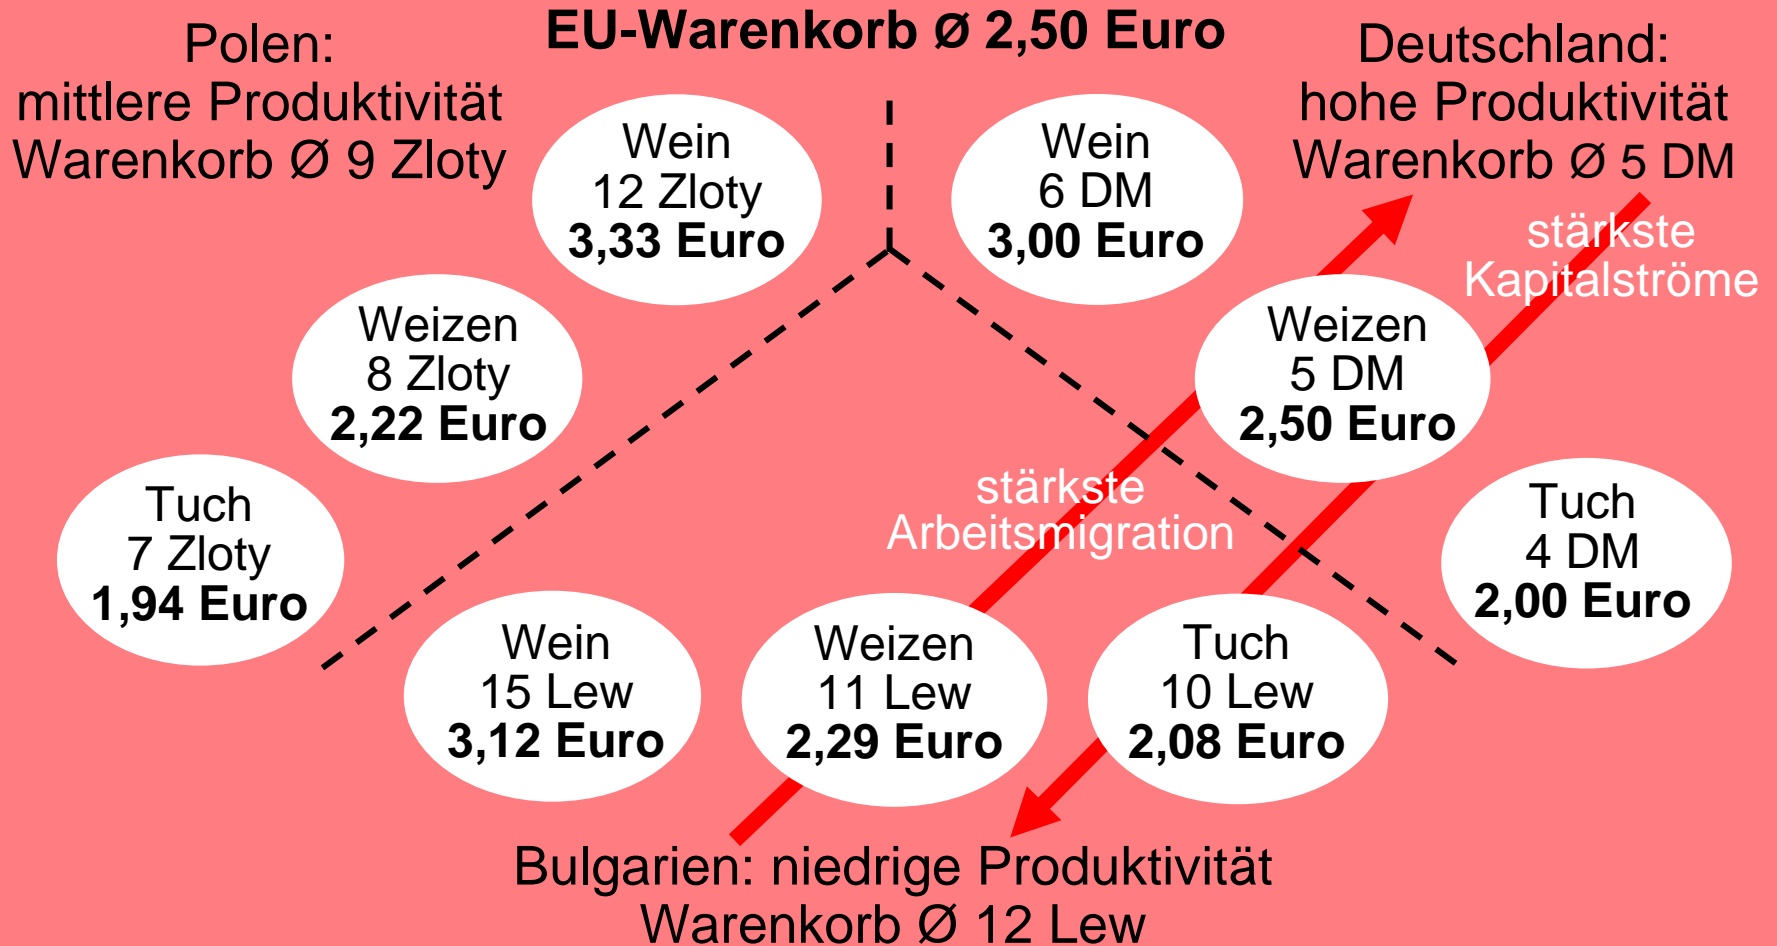 EU-Warenkorb Ø 2,50 Euro
Polen:
mittlere Produktivität
Warenkorb Ø 9 Zloty
Deutschland:
hohe Produktivität
Warenkorb Ø 5 DM
Wein
12 Zloty
3,33 Euro
Wein
6 DM
3,00 Euro
stärkste
Kapitalströme
Weizen
8 Zloty
2,22 Euro
Weizen
5 DM
2,50 Euro
Tuch
7 Zloty
1,94 Euro
stärkste
Arbeitsmigration
Tuch
4 DM
2,00 Euro
Wein
15 Lew
3,12 Euro
Weizen
11 Lew
2,29 Euro
Tuch
10 Lew
2,08 Euro
Bulgarien: niedrige Produktivität
Warenkorb Ø 12 Lew